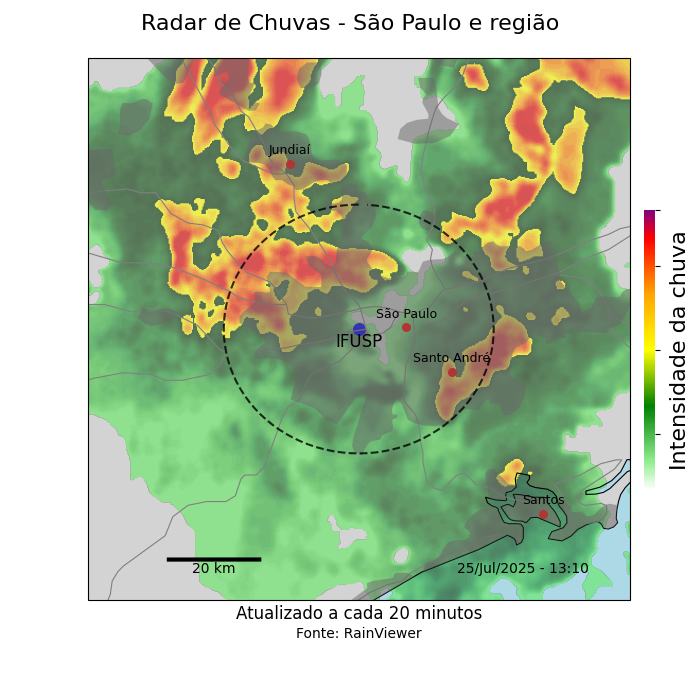 Radar de Chuvas - São Paulo e região
Jundiaí
São Paulo
IFUSP
Santo André
Santos
20 km
25/Jul/2025 - 13:10
Intensidade da chuva
Atualizado a cada 20 minutos
Fonte: RainViewer